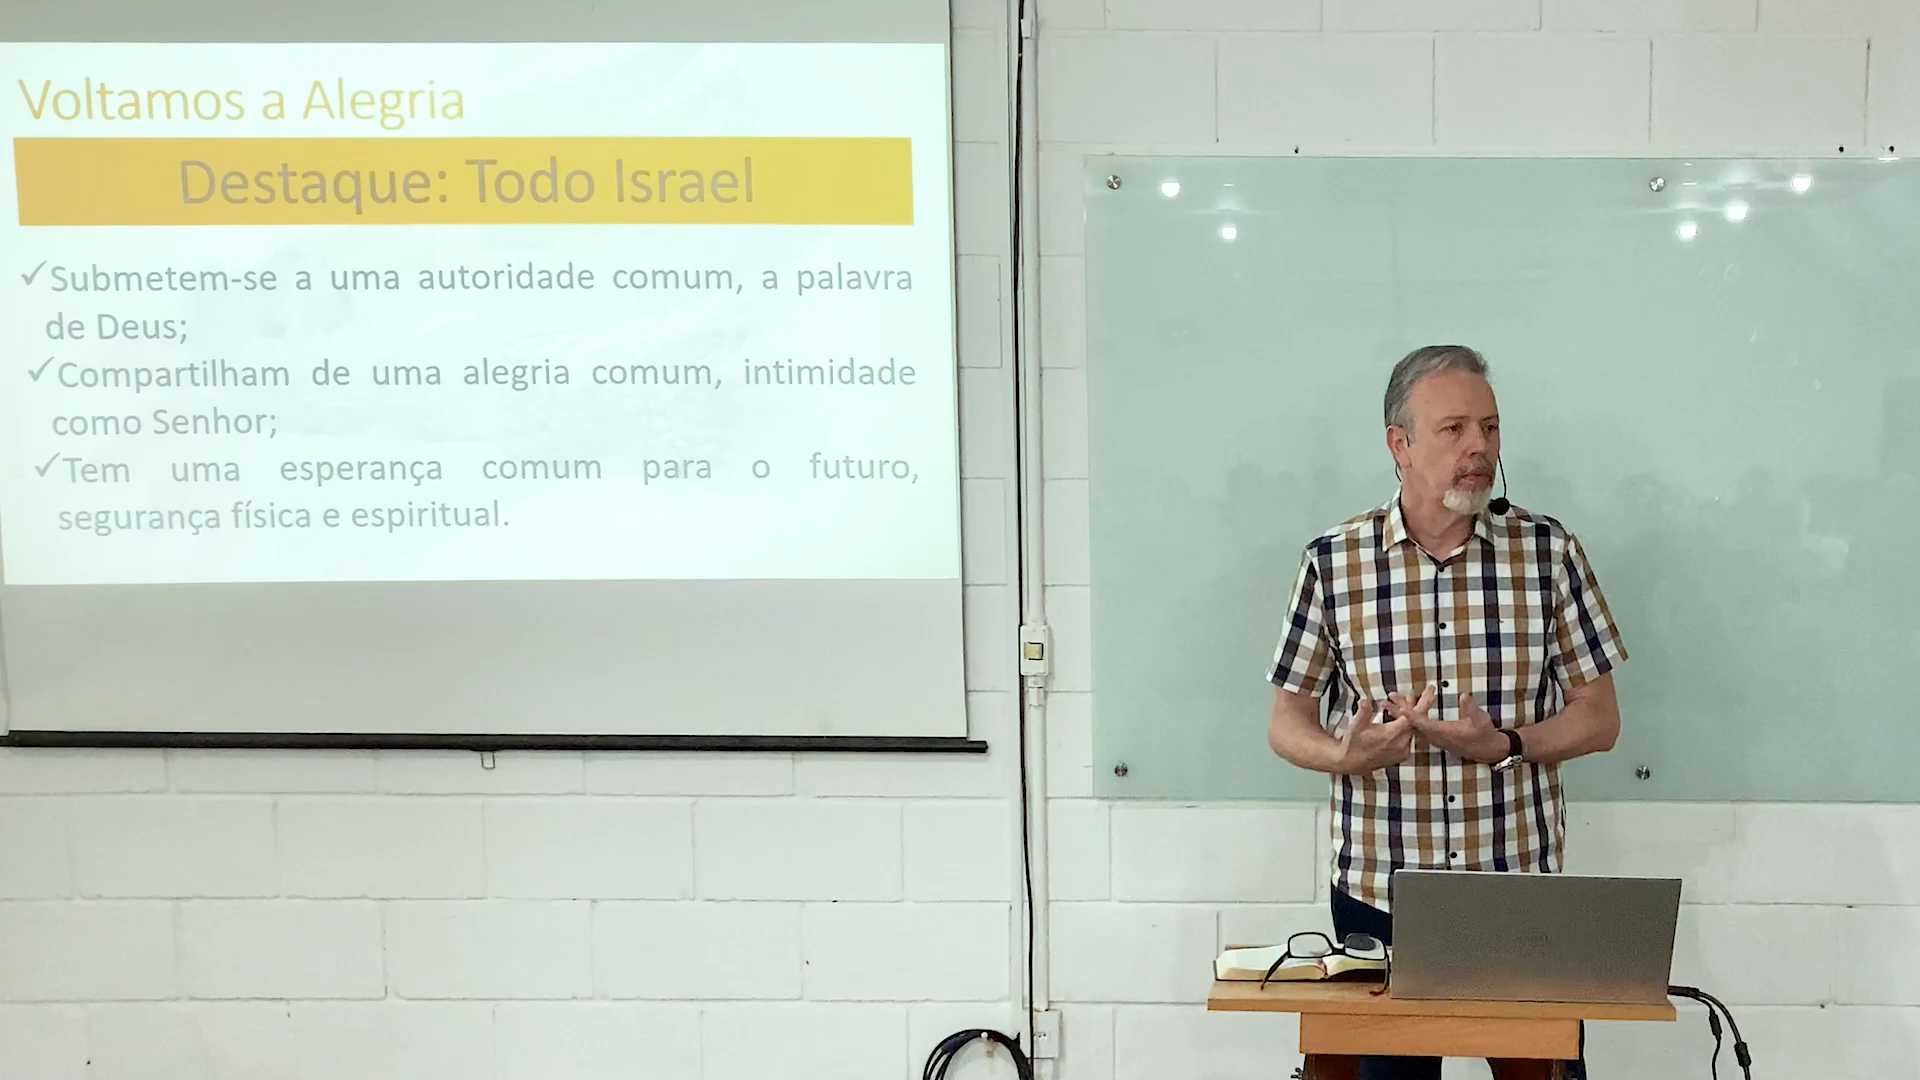 Voltamos a Alegria
Destaque: Todo Israel
✓Submetem-se a uma autoridade comum, a palavra
de Deus;
✓Compartilham de uma alegria comum, intimidade
como Senhor;
✓Tem uma esperança comum para o futuro,
segurança física e espiritual.